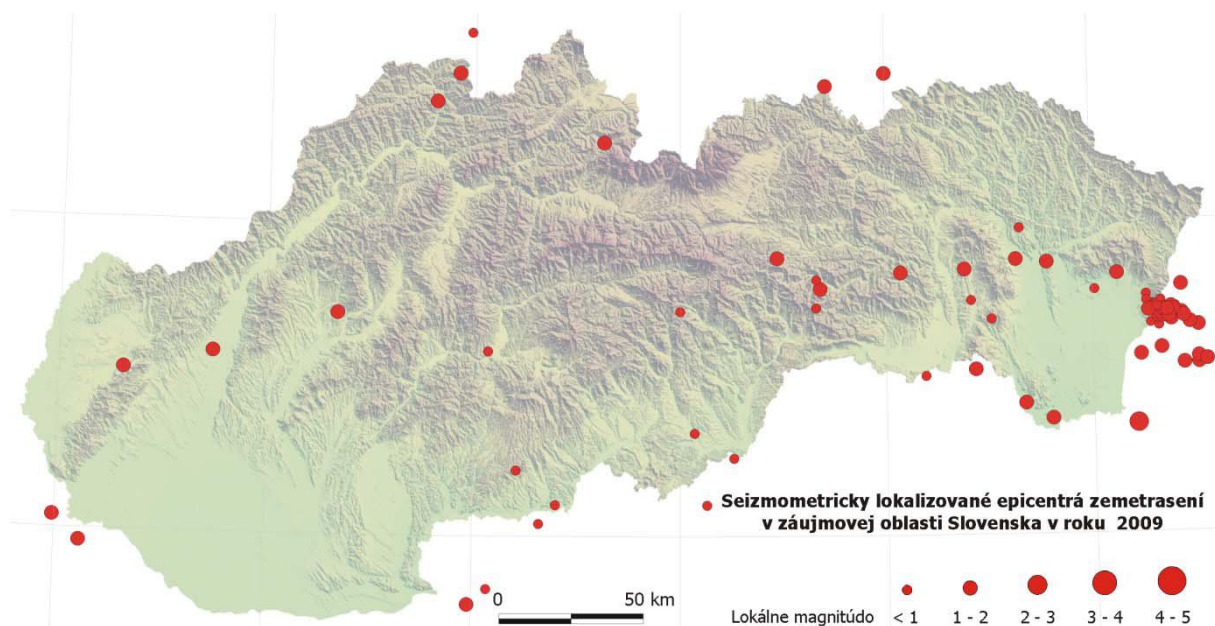 Seizmometricky lokalizované epicentrá zemetrasení
v záujmovej oblasti Slovenska v roku 2009
0 50 km
Lokálne magnitúdo < 1 1 - 2 2 - 3 3 - 4 4 - 5